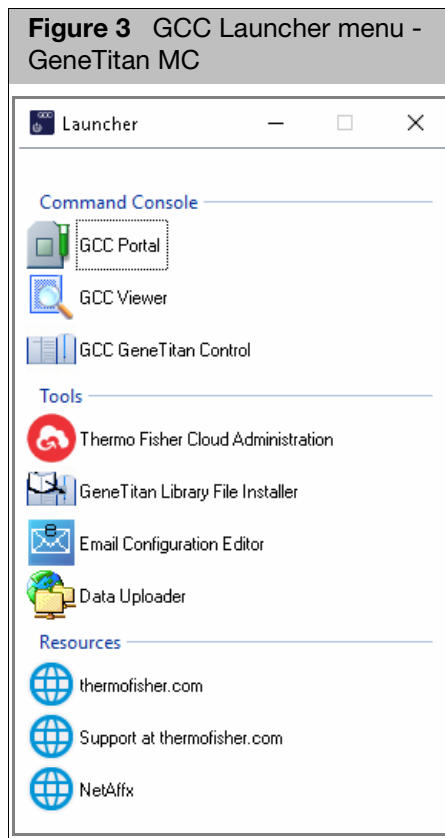 Figure 3 GCC Launcher menu -
GeneTitan MC
GCC
Launcher
Command Console
GCC Portal
GCC Viewer
GCC GeneTitan Control
Tools
Thermo Fisher Cloud Administration
GeneTitan Library File Installer
Email Configuration Editor
Data Uploader
Resources
thermofisher.com
Support at thermofisher.com
NetAffx